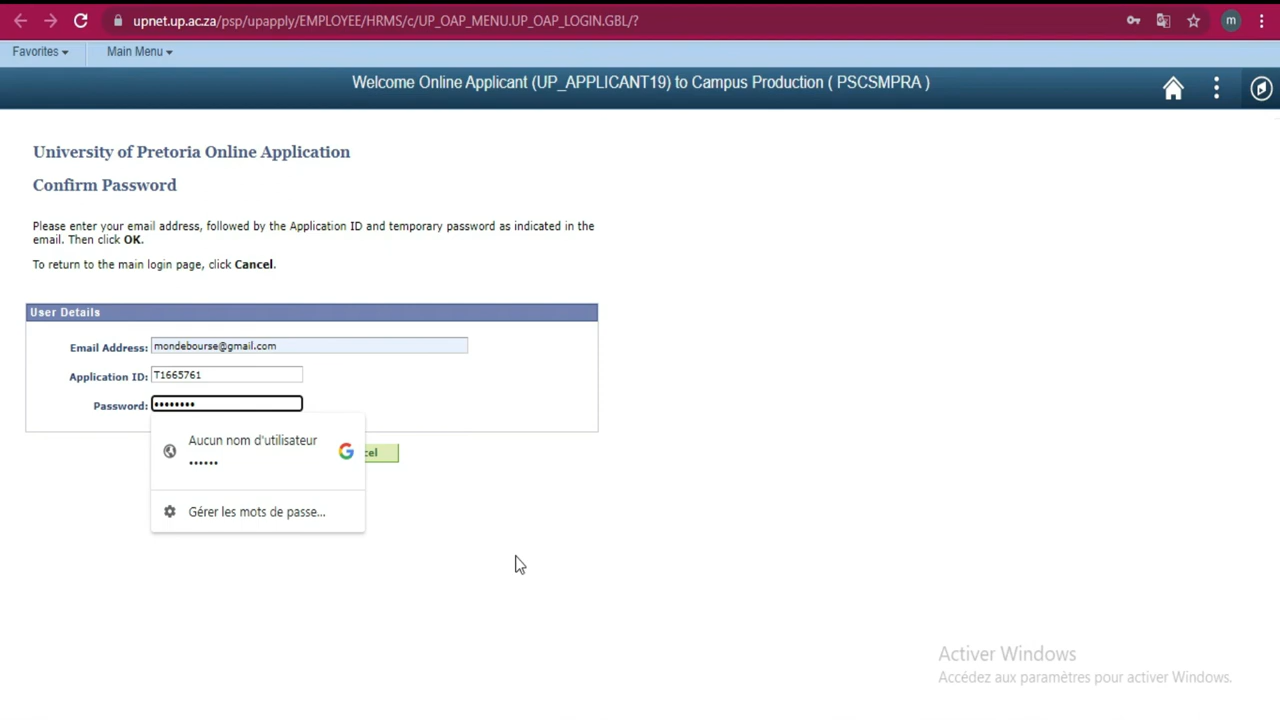 upnet.up.ac.za/psp/upapply/EMPLOYEE/HRMS/c/UP_OAP_MENU.UP_OAP_LOGIN.GBL/?
m
Favorites
Main Menu
Welcome Online Applicant (UP_APPLICANT19) to Campus Production ( PSCSMPRA )
University of Pretoria Online Application
Confirm Password
Please enter your email address, followed by the Application ID and temporary password as indicated in the
email. Then click OK.
To return to the main login page, click Cancel.
User Details
Email Address: mondebourse@gmail.com
Application ID: T1665761
Password: ••••••••
Aucun nom d'utilisateur
••••••
G
cel
Gérer les mots de passe...
Activer Windows
Accédez aux paramètres pour activer Windows.